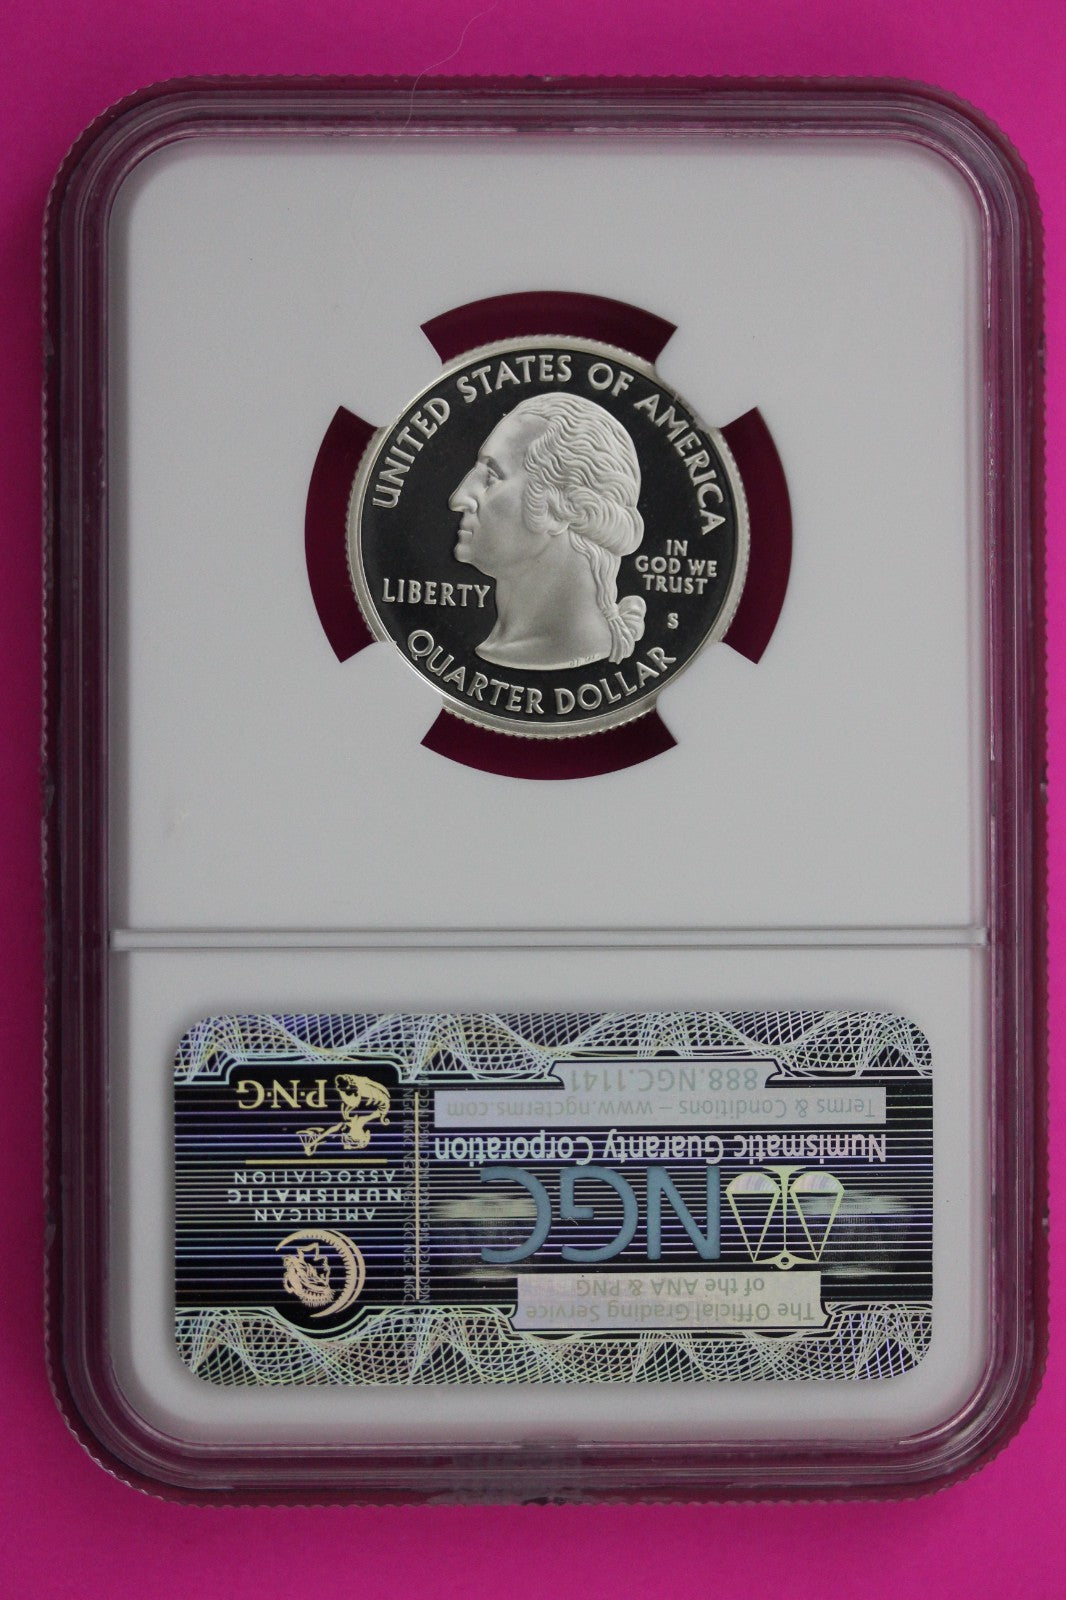 UNITED STATES OF AMERICA
LIBERTY
IN
GOD WE
TRUST
S
QUARTER DOLLAR
The Official Grading Service
of the ANA & PNG
NGC
Numismatic Guaranty Corporation
Terms & Conditions – www.ngcterms.com
888.NGC.1141
AMERICAN
NUMISMATIC
ASSOCIATION
P·N·G